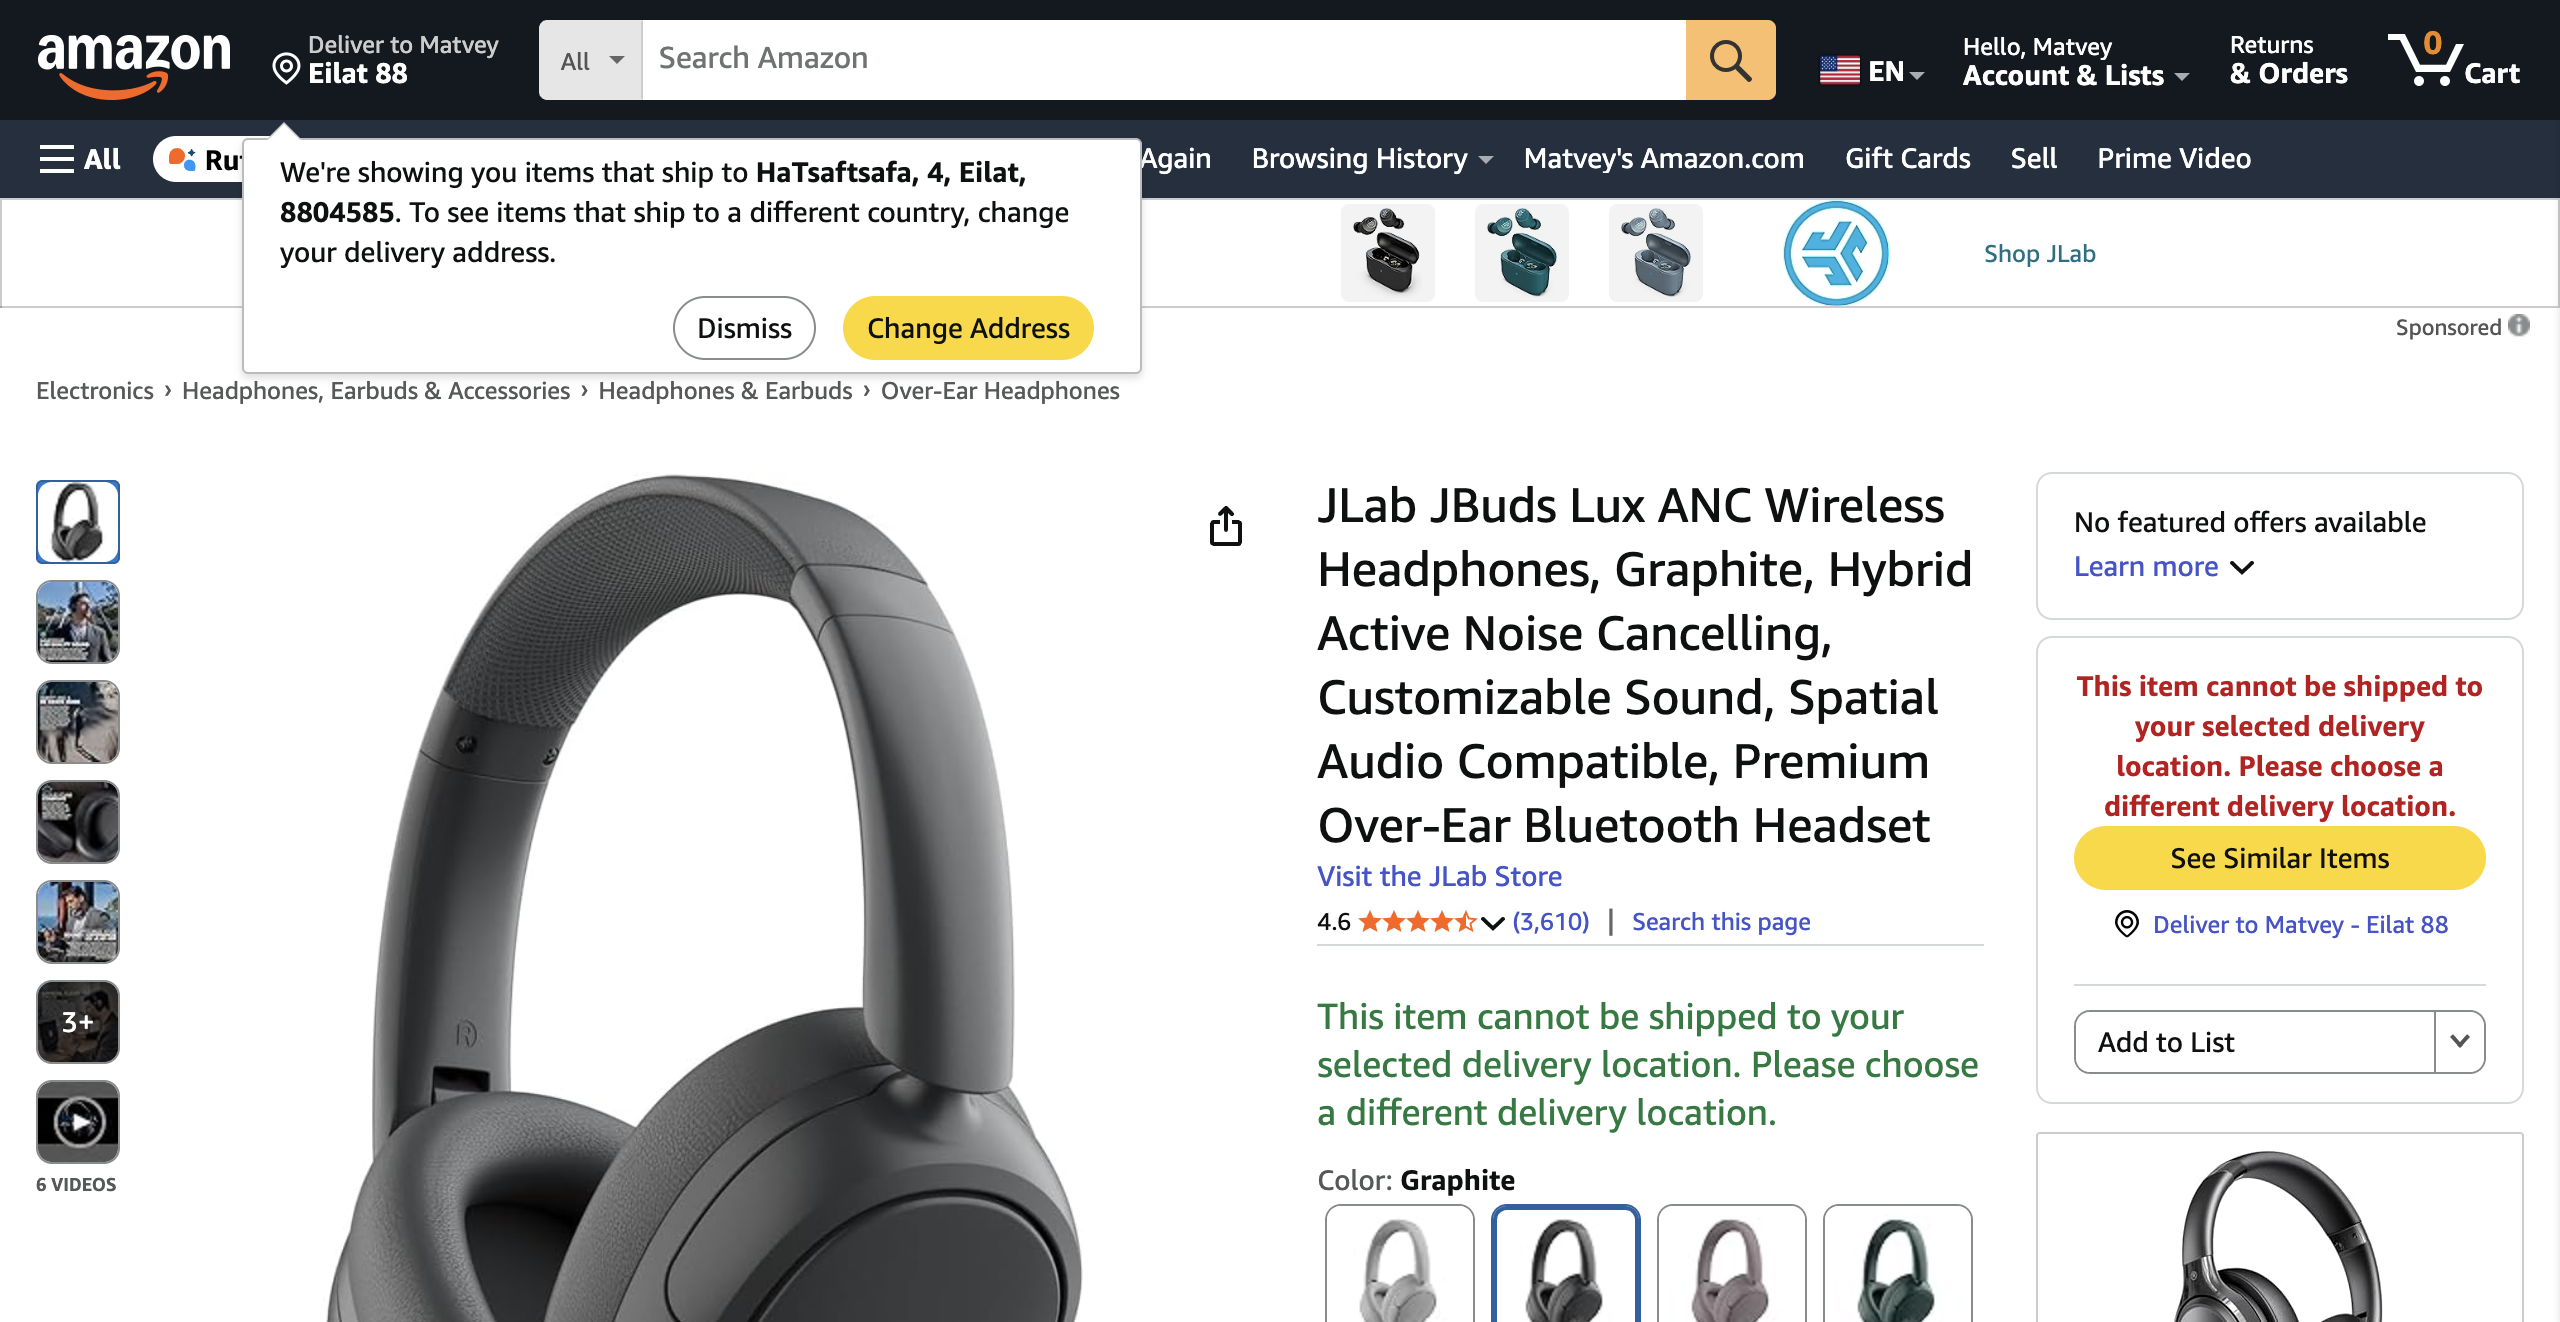 amazon
Deliver to Matvey
Eilat 88
All
Search Amazon
EN
Hello, Matvey
Account & Lists
Returns
& Orders
0
Cart
All
Ru
Again
Browsing History
Matvey's Amazon.com
Gift Cards
Sell
Prime Video
We're showing you items that ship to HaTsaftsafa, 4, Eilat,
8804585. To see items that ship to a different country, change
your delivery address.
Dismiss
Change Address
Shop JLab
Sponsored
Electronics › Headphones, Earbuds & Accessories › Headphones & Earbuds › Over-Ear Headphones
3+
6 VIDEOS
R
JLab JBuds Lux ANC Wireless
Headphones, Graphite, Hybrid
Active Noise Cancelling,
Customizable Sound, Spatial
Audio Compatible, Premium
Over-Ear Bluetooth Headset
Visit the JLab Store
4.6 (3,610) | Search this page
This item cannot be shipped to your
selected delivery location. Please choose
a different delivery location.
Color: Graphite
No featured offers available
Learn more
This item cannot be shipped to
your selected delivery
location. Please choose a
different delivery location.
See Similar Items
Deliver to Matvey - Eilat 88
Add to List